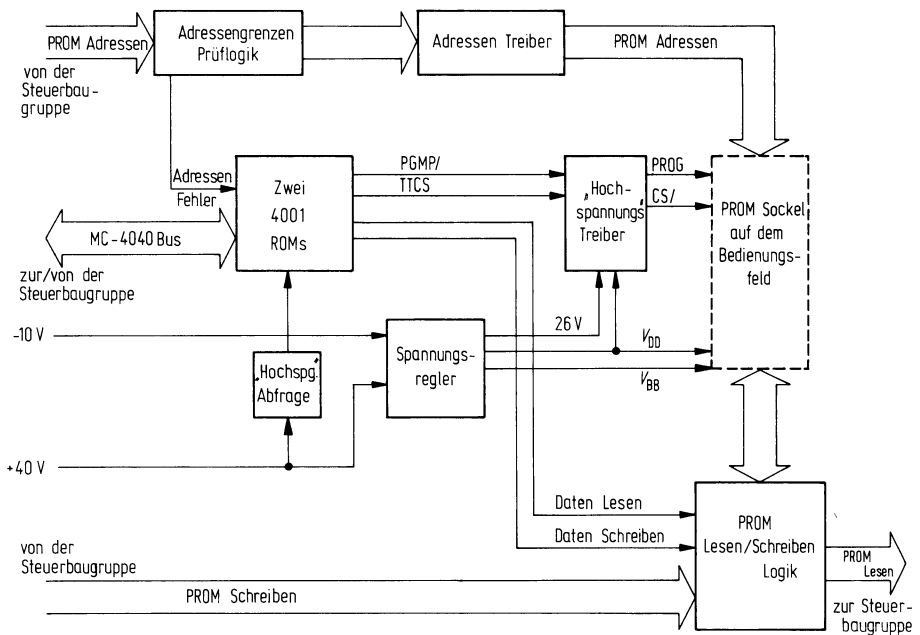 PROM Adressen
von der
Steuerbau-
gruppe
Adressengrenzen
Prüflogik
Adressen Treiber
PROM Adressen
Adressen
Fehler
Zwei
4001
ROMs
PGMP/
TTCS
„Hoch-
spannungs"
Treiber
PROG
CS/
PROM Sockel
auf dem
Bedienungs-
feld
MC-4040 Bus
zur/von der
Steuerbaugruppe
-10 V
Spannungs-
regler
26 V
VDD
VBB
„Hochspg."
Abfrage
+40 V
Daten Lesen
Daten Schreiben
PROM
Lesen/Schreiben
Logik
von der
Steuerbaugruppe
PROM Schreiben
PROM
Lesen
zur Steuer-
baugruppe